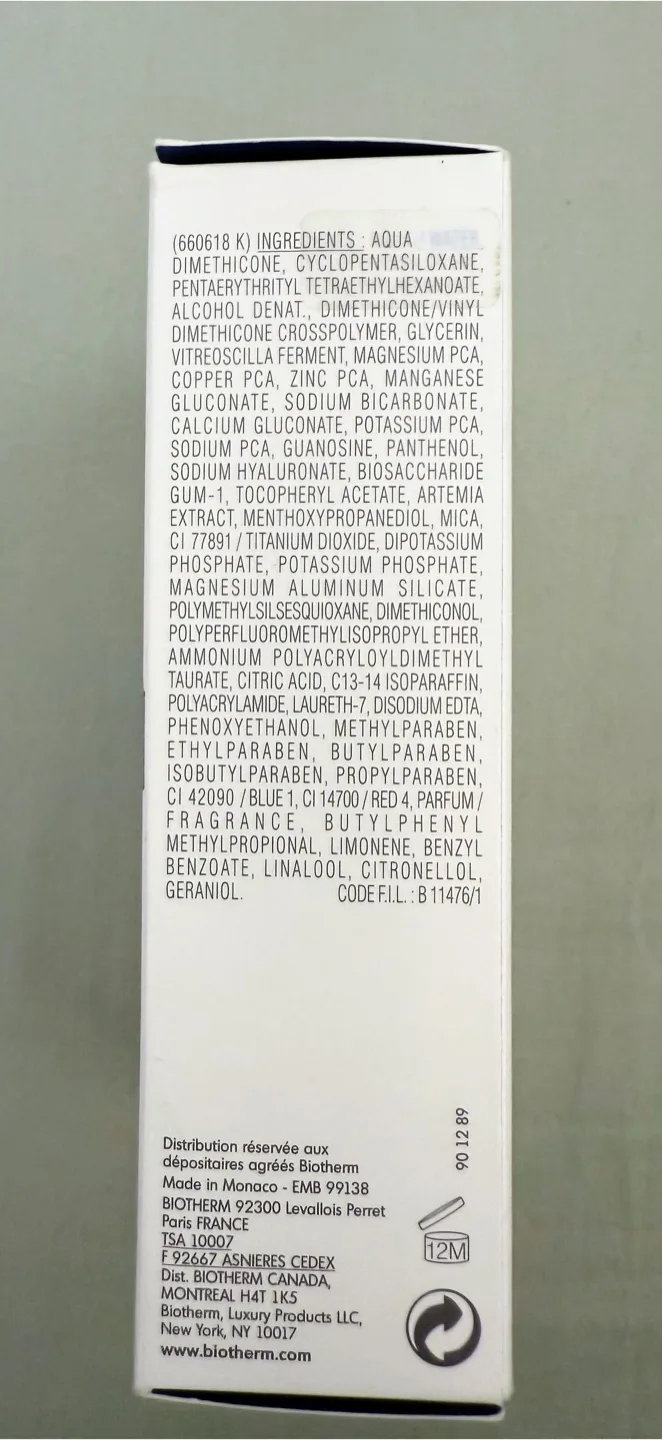 (660618 K) INGREDIENTS : AQUA
DIMETHICONE, CYCLOPENTASILOXANE,
PENTAERYTHRITYL TETRAETHYLHEXANOATE,
ALCOHOL DENAT., DIMETHICONE/VINYL
DIMETHICONE CROSSPOLYMER, GLYCERIN,
VITREOSCILLA FERMENT, MAGNESIUM PCA,
COPPER PCA, ZINC PCA, MANGANESE
GLUCONATE, SODIUM BICARBONATE,
CALCIUM GLUCONATE, POTASSIUM PCA,
SODIUM PCA, GUANOSINE, PANTHENOL,
SODIUM HYALURONATE, BIOSACCHARIDE
GUM-1, TOCOPHERYL ACETATE, ARTEMIA
EXTRACT, MENTHOXYPROPANEDIOL, MICA,
CI 77891 / TITANIUM DIOXIDE, DIPOTASSIUM
PHOSPHATE, POTASSIUM PHOSPHATE,
MAGNESIUM ALUMINUM SILICATE,
POLYMETHYLSILSESQUIOXANE, DIMETHICONOL,
POLYPERFLUOROMETHYLISOPROPYL ETHER,
AMMONIUM POLYACRYLOYLDIMETHYL
TAURATE, CITRIC ACID, C13-14 ISOPARAFFIN,
POLYACRYLAMIDE, LAURETH-7, DISODIUM EDTA,
PHENOXYETHANOL, METHYLPARABEN,
ETHYLPARABEN, BUTYLPARABEN,
ISOBUTYLPARABEN, PROPYLPARABEN,
CI 42090 / BLUE 1, CI 14700 / RED 4, PARFUM /
FRAGRANCE, BUTYLPHENYL
METHYLPROPIONAL, LIMONENE, BENZYL
BENZOATE, LINALOOL, CITRONELLOL,
GERANIOL. CODE F.I.L. : B 11476/1
90 12 89
Distribution réservée aux
dépositaires agréés Biotherm
Made in Monaco - EMB 99138
BIOTHERM 92300 Levallois Perret
Paris FRANCE
TSA 10007
F 92667 ASNIERES CEDEX
Dist. BIOTHERM CANADA,
MONTREAL H4T 1K5
Biotherm, Luxury Products LLC,
New York, NY 10017
www.biotherm.com
12M